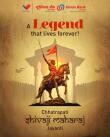 A Legend
that lives forever!
Chhatrapati
shivaji maharaj
Jayanti